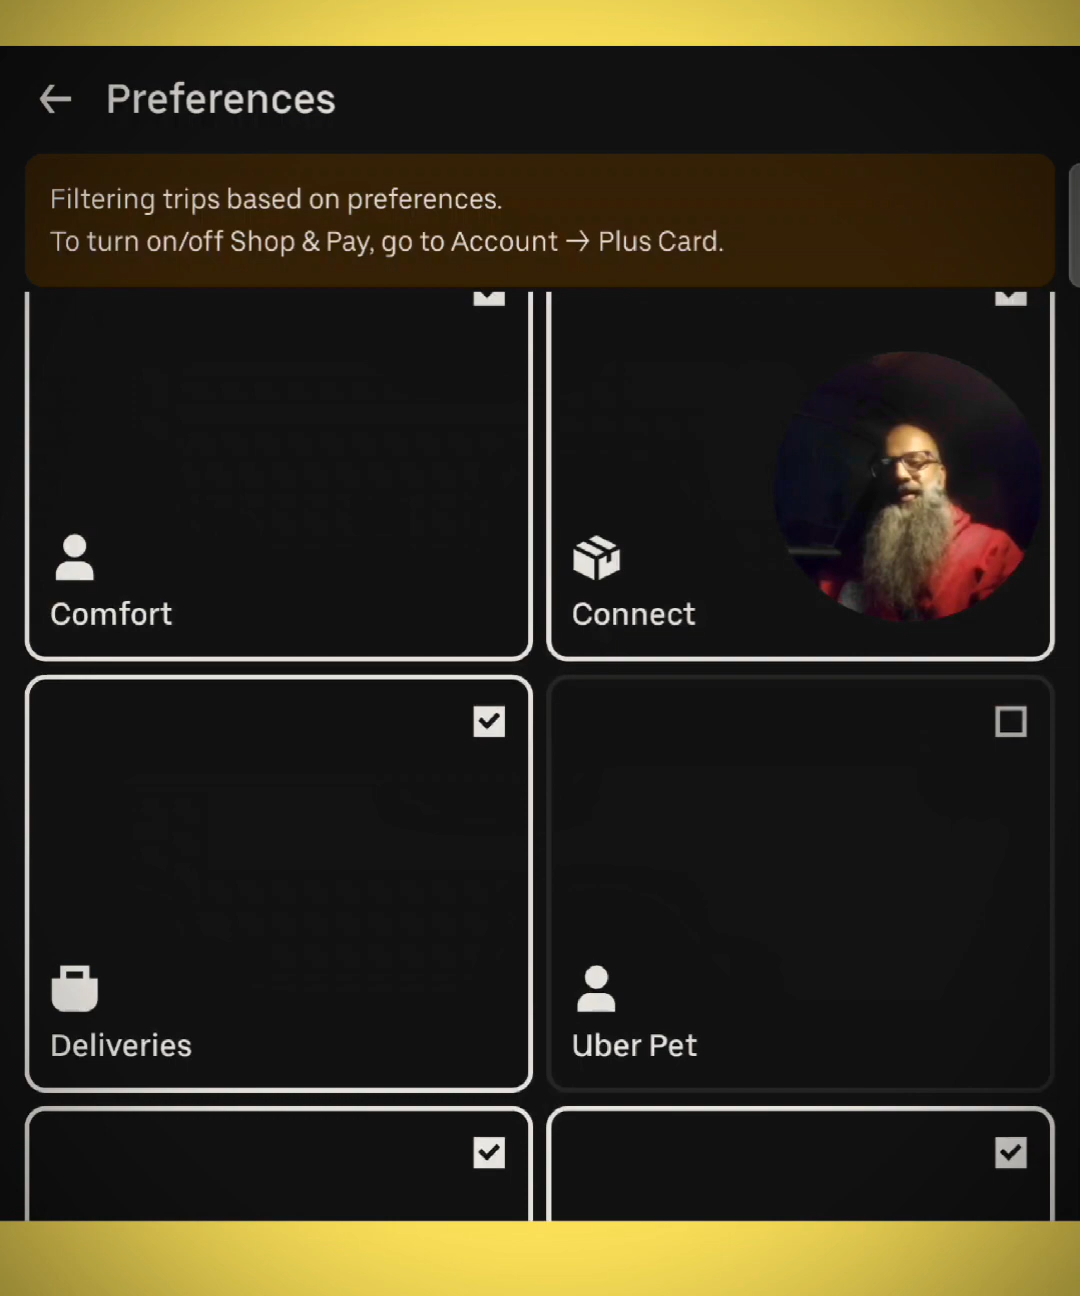 Preferences
Filtering trips based on preferences.
To turn on/off Shop & Pay, go to Account → Plus Card.
Comfort
Connect
Deliveries
Uber Pet